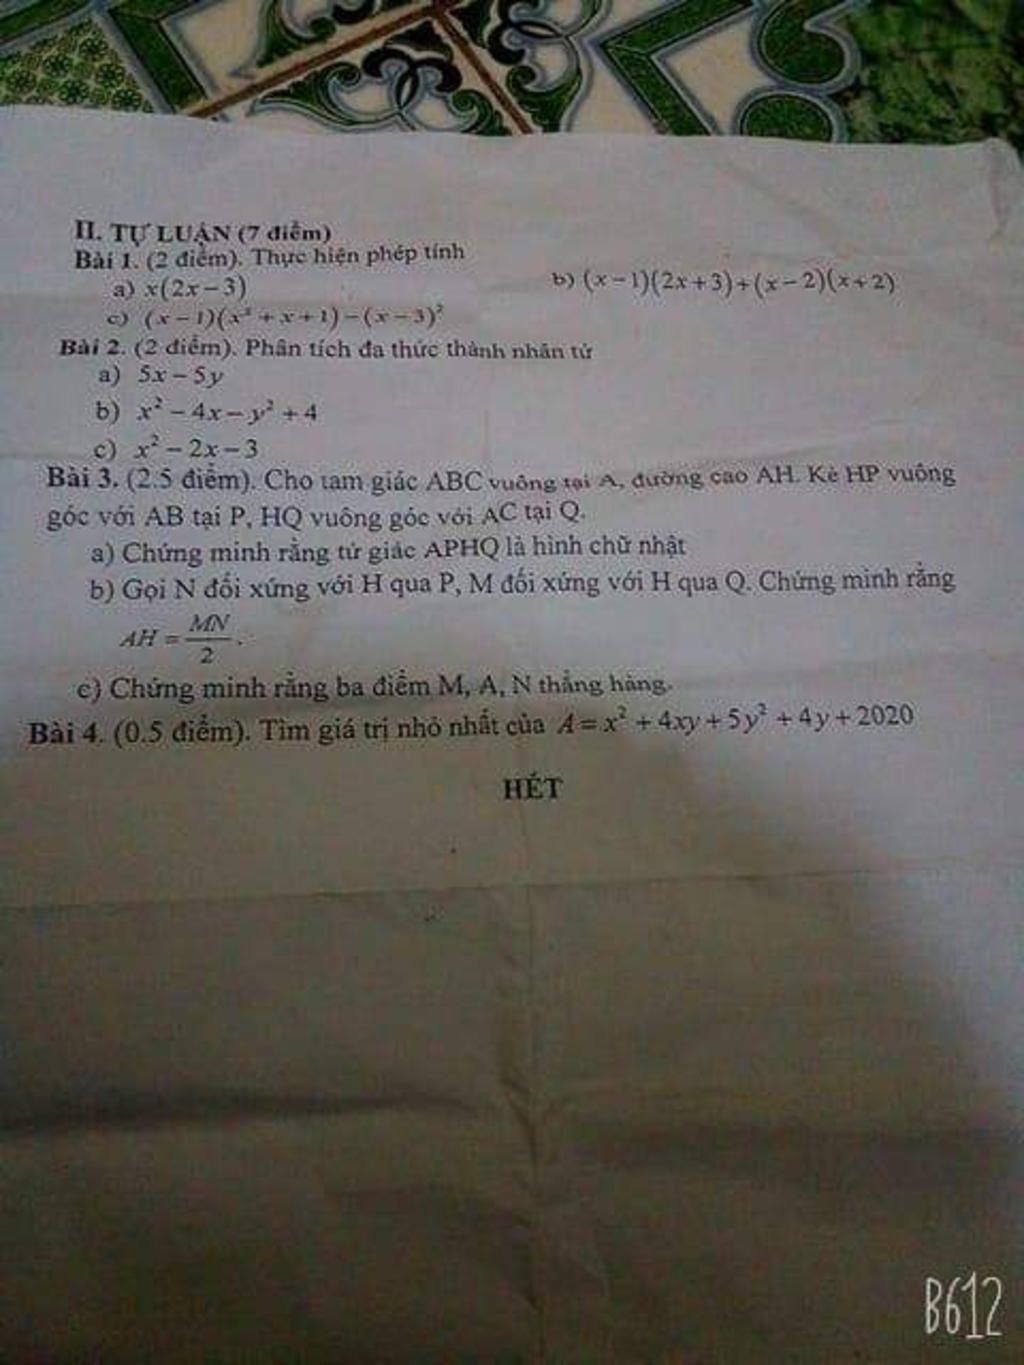 II. TỰ LUẬN (7 điểm)
Bài 1. (2 điểm). Thực hiện phép tính
a) x(2x-3) b) (x-1)(2x+3)+(x-2)(x+2)
c) (x-1)(x²+x+1)-(x-3)²
Bài 2. (2 điểm). Phân tích đa thức thành nhân tử
a) 5x-5y
b) x²-4x-y²+4
c) x²-2x-3
Bài 3. (2.5 điểm). Cho tam giác ABC vuông tại A, đường cao AH. Kẻ HP vuông
góc với AB tại P, HQ vuông góc với AC tại Q.
a) Chứng minh rằng tứ giác APHQ là hình chữ nhật
b) Gọi N đối xứng với H qua P, M đối xứng với H qua Q. Chứng minh rằng
AH = MN/2.
c) Chứng minh rằng ba điểm M, A, N thẳng hàng.
Bài 4. (0.5 điểm). Tìm giá trị nhỏ nhất của A=x²+4xy+5y²+4y+2020
HẾT
B612